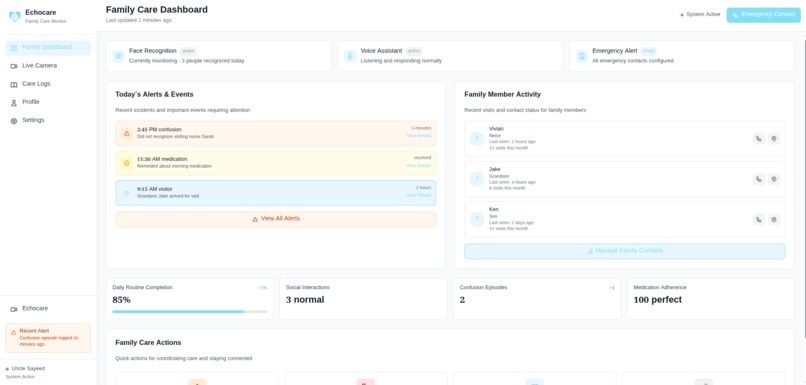 Echocare
Family Care Monitor
Family Dashboard
Live Camera
Care Logs
Profile
Settings
Echocare
Recent Alert
Confusion episode logged 10 minutes ago.
Uncle Sayeed
System Active
Family Care Dashboard
Last updated 2 minutes ago
System Active
Emergency Contact
Face Recognition active
Currently monitoring · 3 people recognized today
Voice Assistant active
Listening and responding normally
Emergency Alert ready
All emergency contacts configured
Today's Alerts & Events
Recent incidents and important events requiring attention
2:45 PM confusion
Did not recognize visiting nurse Sarah
View Details
11:30 AM medication
Reminded about morning medication
resolved
View Details
9:15 AM visitor
Grandson Jake arrived for visit
View Details
View All Alerts
Family Member Activity
Recent visits and contact status for family members
Vivian
Niece
Last seen: 2 hours ago
12 visits this month
Jake
Grandson
Last seen: 4 hours ago
8 visits this month
Ken
Son
Last seen: 2 days ago
15 visits this month
Manage Family Contacts
Daily Routine Completion
85%
Social Interactions
3 normal
Confusion Episodes
2
Medication Adherence
100 perfect
Family Care Actions
Quick actions for coordinating care and staying connected